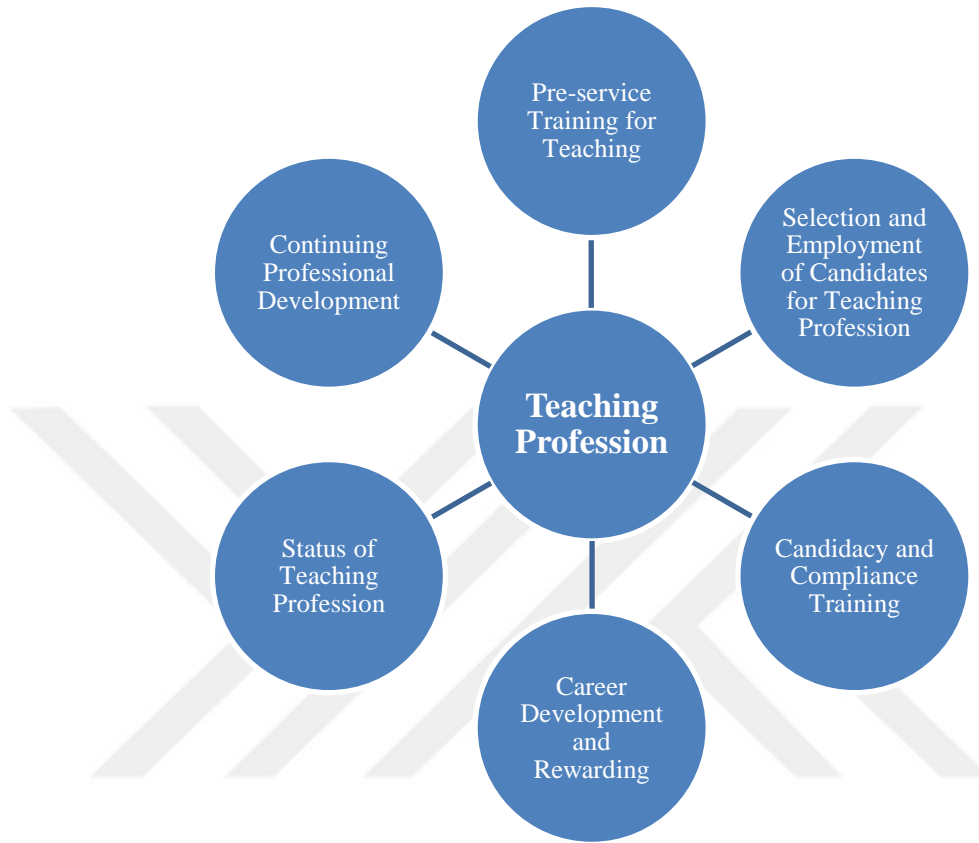 Pre-service
Training for
Teaching
Selection and
Employment
of Candidates
for Teaching
Profession
Candidacy and
Compliance
Training
Career
Development
and
Rewarding
Status of
Teaching
Profession
Continuing
Professional
Development
Teaching
Profession